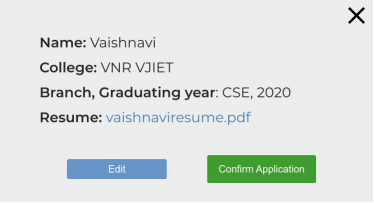 Name: Vaishnavi
College: VNR VJIET
Branch, Graduating year: CSE, 2020
Resume: vaishnaviresume.pdf
Edit
Confirm Application